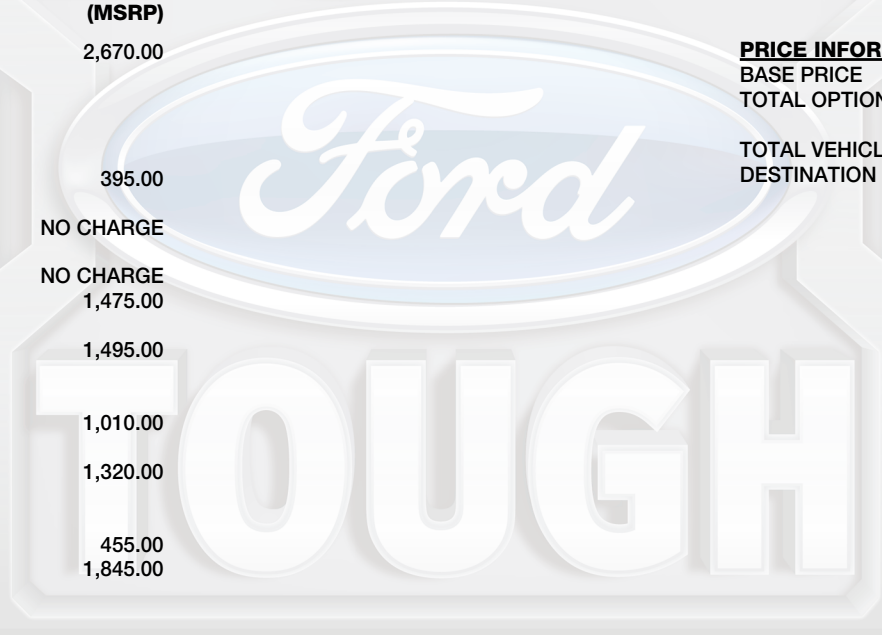 (MSRP)
2,670.00
395.00
NO CHARGE
NO CHARGE
1,475.00
1,495.00
1,010.00
1,320.00
455.00
1,845.00
PRICE INFOR
BASE PRICE
TOTAL OPTION
TOTAL VEHICL
DESTINATION
Ford
TOUGH